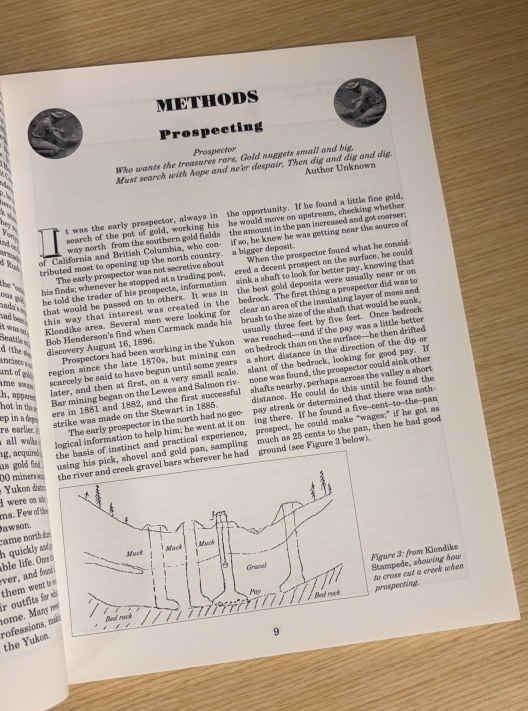 METHODS
Prospecting
Prospector
Who wants the treasures rare, Gold nuggets small and big,
Must search with hope and ne'er despair, Then dig and dig and dig.
Author Unknown
It was the early prospector, always in
search of the pot of gold, working his
way north from the southern gold fields
of California and British Columbia, who con-
tributed most to opening up the north country.
The early prospector was not secretive about
his finds; whenever he stopped at a trading post,
he told the trader of his prospects, information
that would be passed on to others. It was in
this way that interest was created in the
Klondike area. Several men were looking for
Bob Henderson's find when Carmack made his
discovery August 16, 1896.
Prospectors had been working in the Yukon
region since the late 1870s, but mining can
scarcely be said to have begun until some years
later, and then at first, on a very small scale.
Bar mining began on the Lewes and Salmon riv-
ers in 1881 and 1882, and the first successful
strike was made on the Stewart in 1885.
The early prospector in the north had no geo-
logical information to help him; he went at it on
the basis of instinct and practical experience,
using his pick, shovel and gold pan, sampling
the river and creek gravel bars wherever he had
the opportunity. If he found a little fine gold,
he would move on upstream, checking whether
the amount in the pan increased and got coarser;
if so, he knew he was getting near the source of
a bigger deposit.
When the prospector found what he consid-
ered a decent prospect on the surface, he could
sink a shaft to look for better pay, knowing that
the best gold deposits were usually near or on
bedrock. The first thing a prospector did was to
clear an area of the insulating layer of moss and
brush to the size of the shaft that would be sunk,
usually three feet by five feet. Once bedrock
was reached—and if the pay was a little better
on bedrock than on the surface—he then drifted
a short distance in the direction of the dip or
slant of the bedrock, looking for good pay. If
none was found, the prospector could sink other
shafts nearby, perhaps across the valley a short
distance. He could do this until he found the
pay streak or determined that there was noth-
ing there. If he found a five-cent-to-the-pan
prospect, he could make "wages;" if he got as
much as 25 cents to the pan, then he had good
ground (see Figure 3 below).
Muck
Muck
Muck
Gravel
Pay
Bed rock
Bed rock
Figure 3: from Klondike
Stampede, showing how
to cross cut a creek when
prospecting.
9